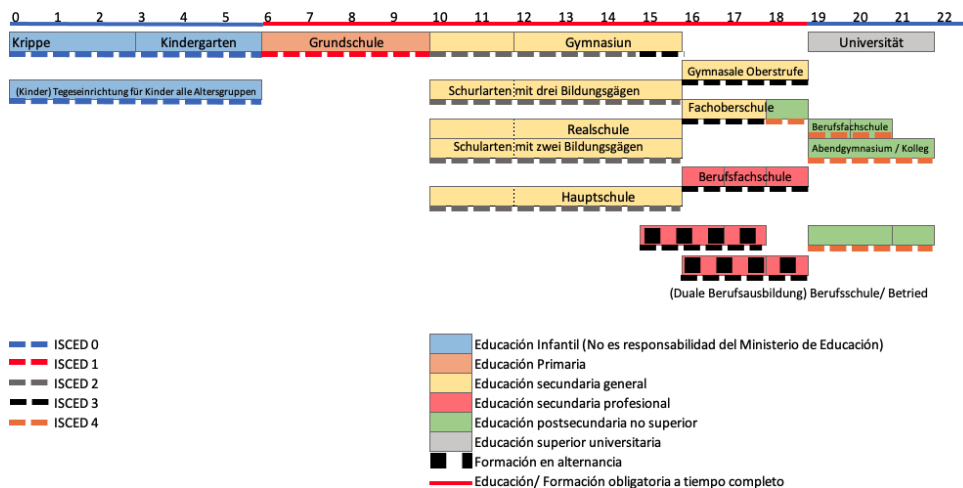 0 1 2 3 4 5 6 7 8 9 10 11 12 13 14 15 16 17 18 19 20 21 22
Krippe Kindergarten Grundschule Gymnasiun Universität
Gymnasale Oberstrufe
(Kinder) Tegeseinrichtung für Kinder alle Altersgruppen Schurlarten mit drei Bildungsgägen
Fachoberschule
Realschule Berufsfachschule
Schularten mit zwei Bildungsgägen Abendgymnasium / Kolleg
Berufsfachschule
Hauptschule
(Duale Berufsausbildung) Berufsschule/ Betried
ISCED 0 Educación Infantil (No es responsabilidad del Ministerio de Educación)
ISCED 1 Educación Primaria
ISCED 2 Educación secundaria general
ISCED 3 Educación secundaria profesional
ISCED 4 Educación postsecundaria no superior
Educación superior universitaria
Formación en alternancia
Educación/ Formación obligatoria a tiempo completo